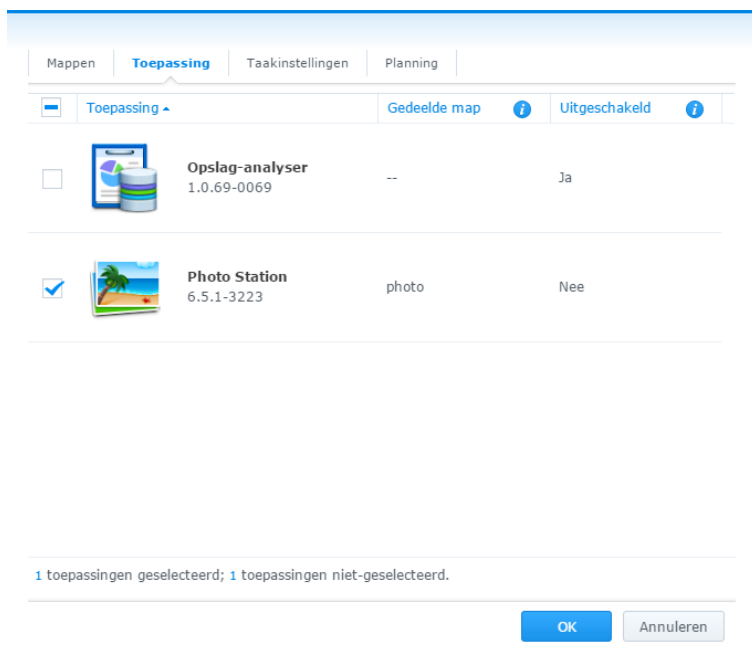 Mappen Toepassing Taakinstellingen Planning
Toepassing Gedeelde map Uitgeschakeld
Opslag-analyser
1.0.69-0069 -- Ja
Photo Station
6.5.1-3223 photo Nee
1 toepassingen geselecteerd; 1 toepassingen niet-geselecteerd.
OK Annuleren